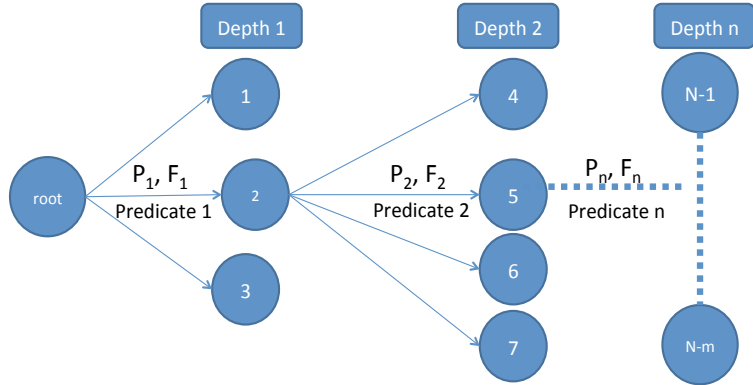 Depth 1
Depth 2
Depth n
1
4
N-1
P₁, F₁
P₂, F₂
Pₙ, Fₙ
root
2
5
Predicate 1
Predicate 2
Predicate n
6
3
7
N-m